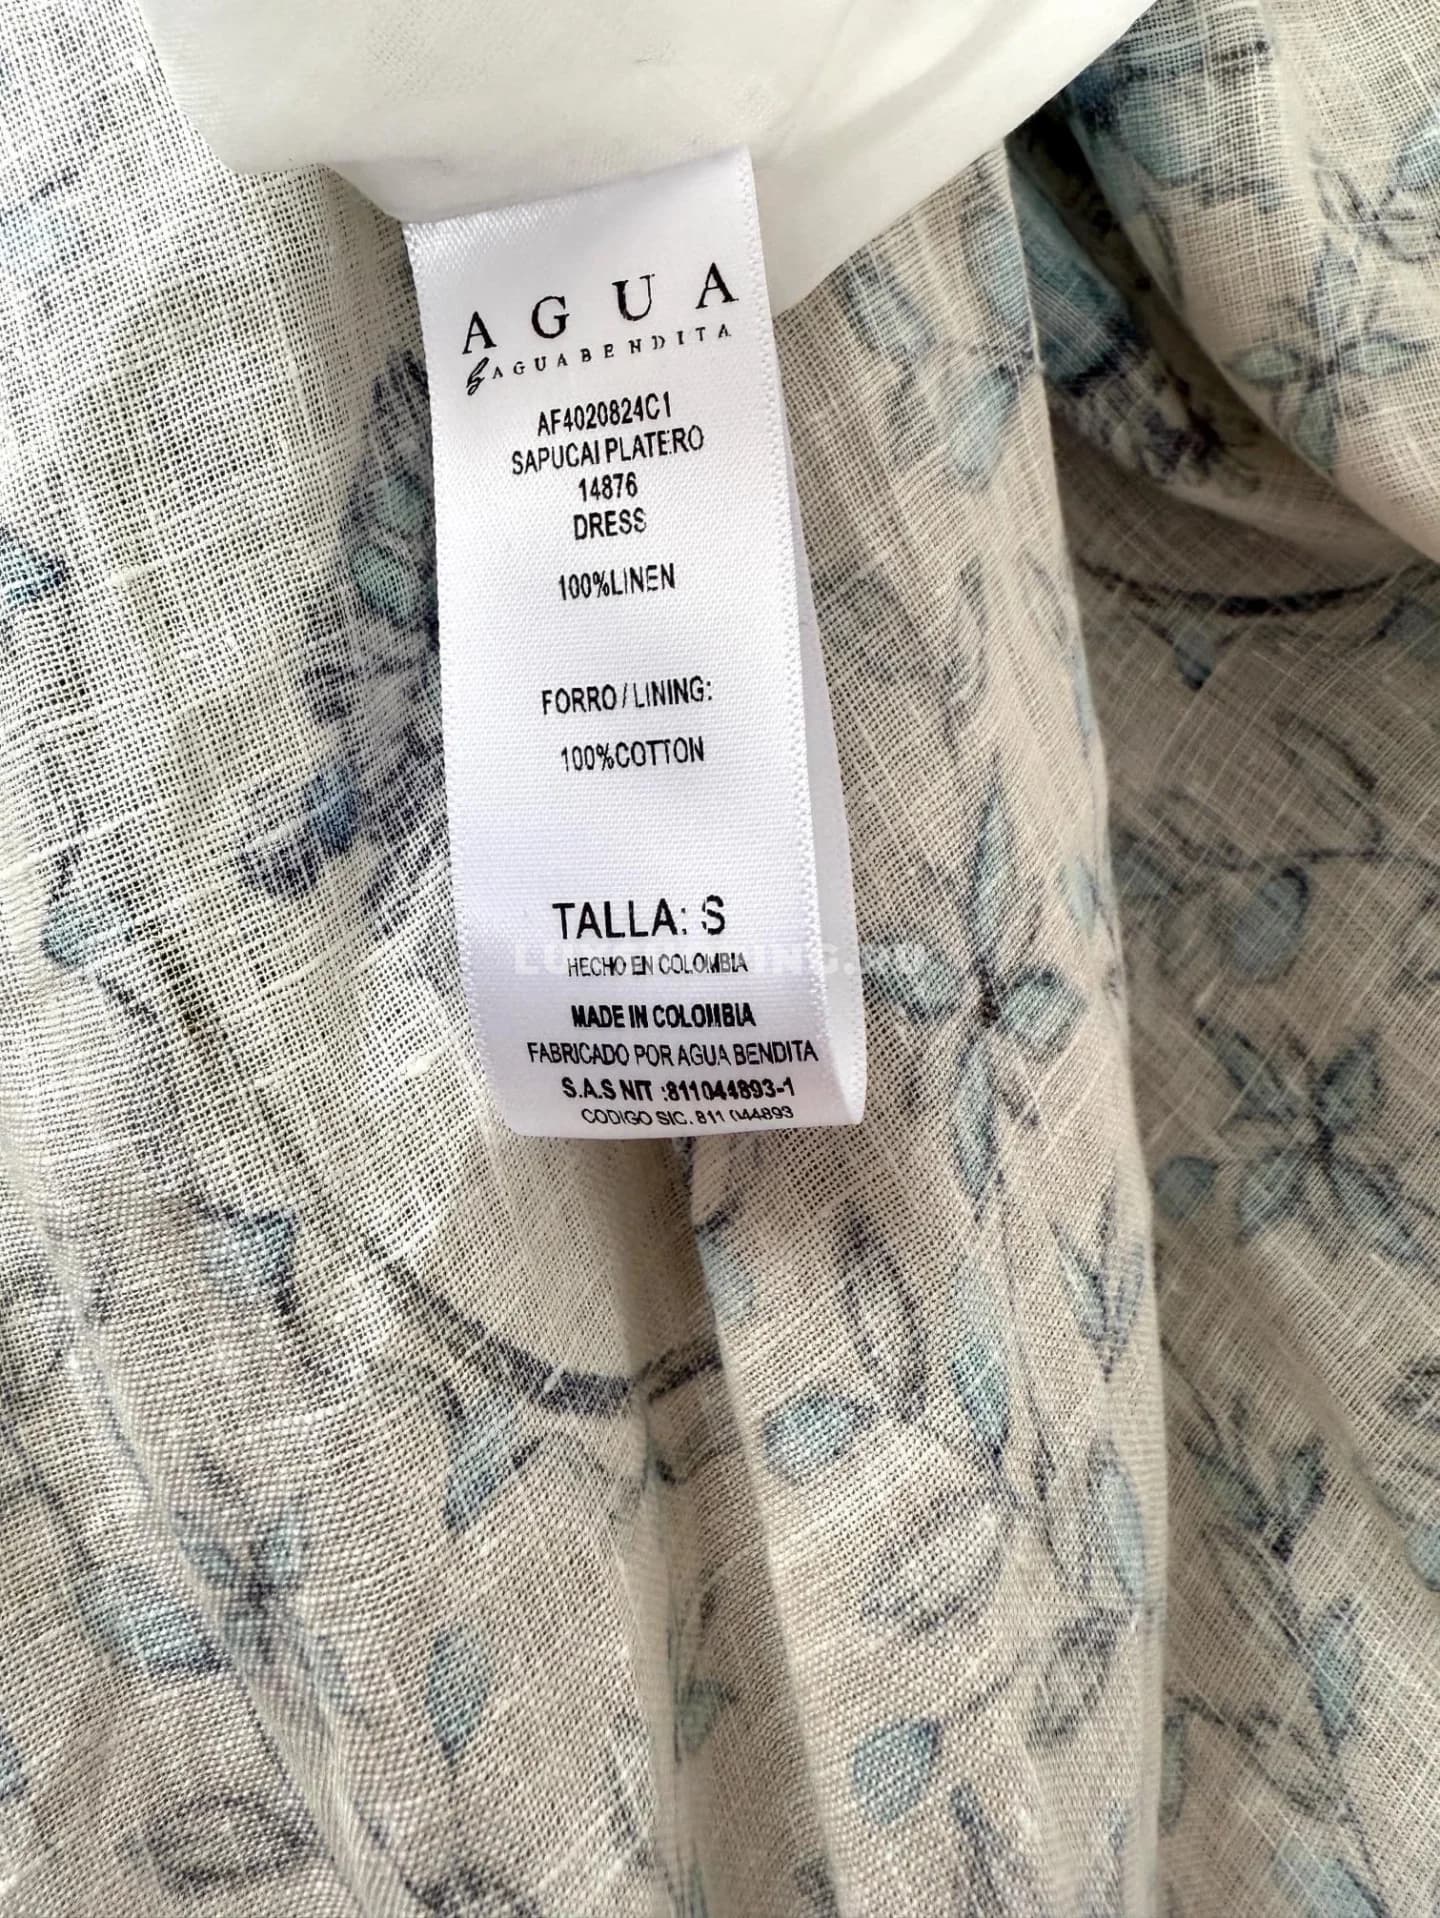 AGUA
by AGUABENDITA
AF4020824C1
SAPUCAI PLATERO
14876
DRESS
100%LINEN
FORRO/LINING:
100%COTTON
TALLA: S
HECHO EN COLOMBIA
MADE IN COLOMBIA
FABRICADO POR AGUA BENDITA
S.A.S NIT :811044893-1
CODIGO SIC. 811 044893